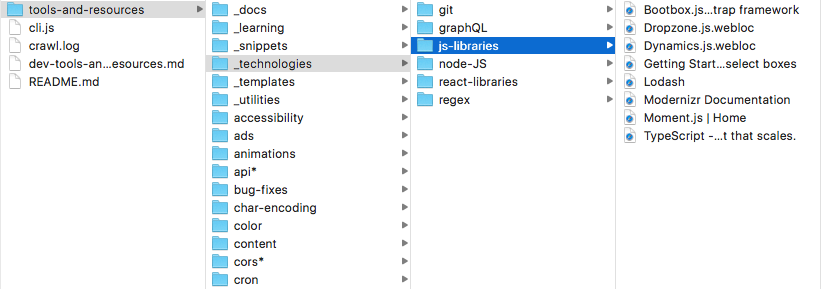 tools-and-resources
cli.js
crawl.log
dev-tools-an...esources.md
README.md
_docs
_learning
_snippets
_technologies
_templates
_utilities
accessibility
ads
animations
api*
bug-fixes
char-encoding
color
content
cors*
cron
git
graphQL
js-libraries
node-JS
react-libraries
regex
Bootbox.js...trap framework
Dropzone.js.webloc
Dynamics.js.webloc
Getting Start...select boxes
Lodash
Modernizr Documentation
Moment.js | Home
TypeScript -...t that scales.